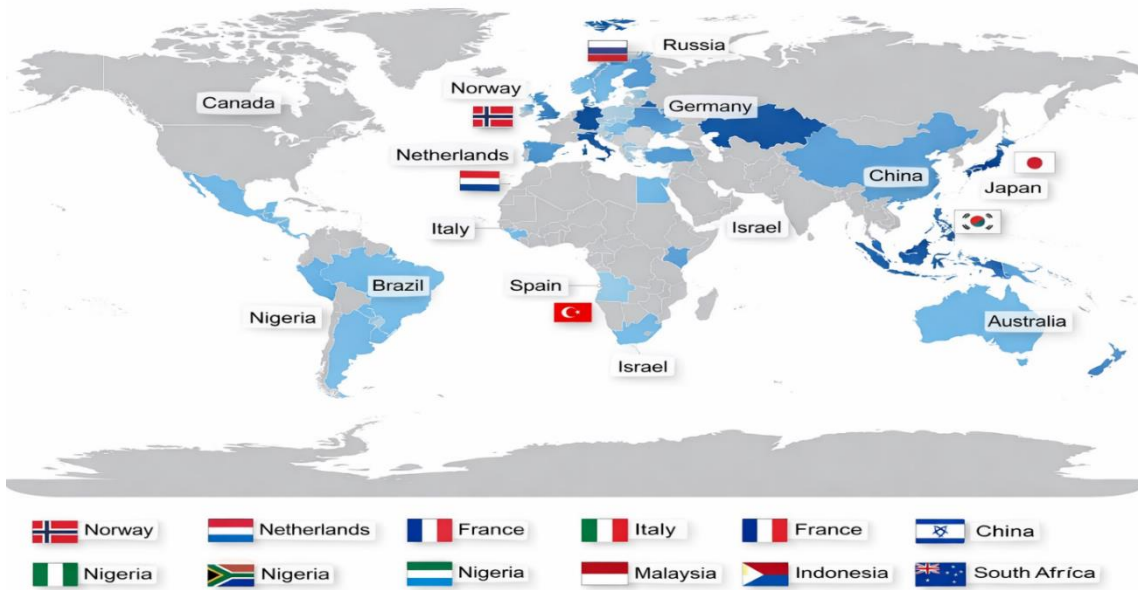 Russia
Norway
Canada
Germany
Netherlands
China
Japan
Italy
Israel
Brazil
Spain
Nigeria
Australia
Israel
Norway
Netherlands
France
Italy
France
China
Nigeria
Nigeria
Nigeria
Malaysia
Indonesia
South Africa